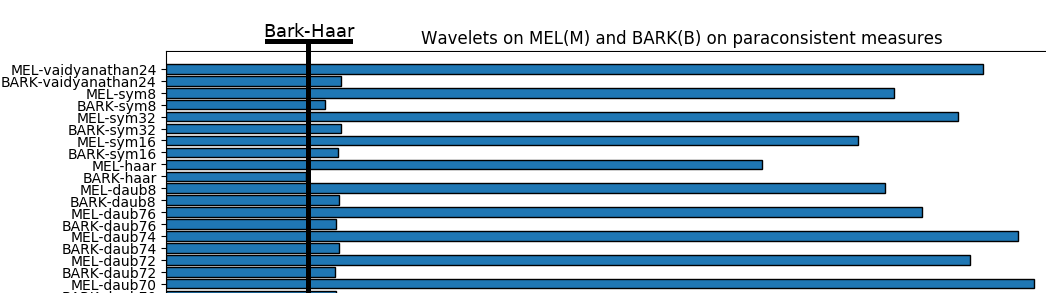 Bark-Haar
Wavelets on MEL(M) and BARK(B) on paraconsistent measures
MEL-vaidyanathan24
BARK-vaidyanathan24
MEL-sym8
BARK-sym8
MEL-sym32
BARK-sym32
MEL-sym16
BARK-sym16
MEL-haar
BARK-haar
MEL-daub8
BARK-daub8
MEL-daub76
BARK-daub76
MEL-daub74
BARK-daub74
MEL-daub72
BARK-daub72
MEL-daub70